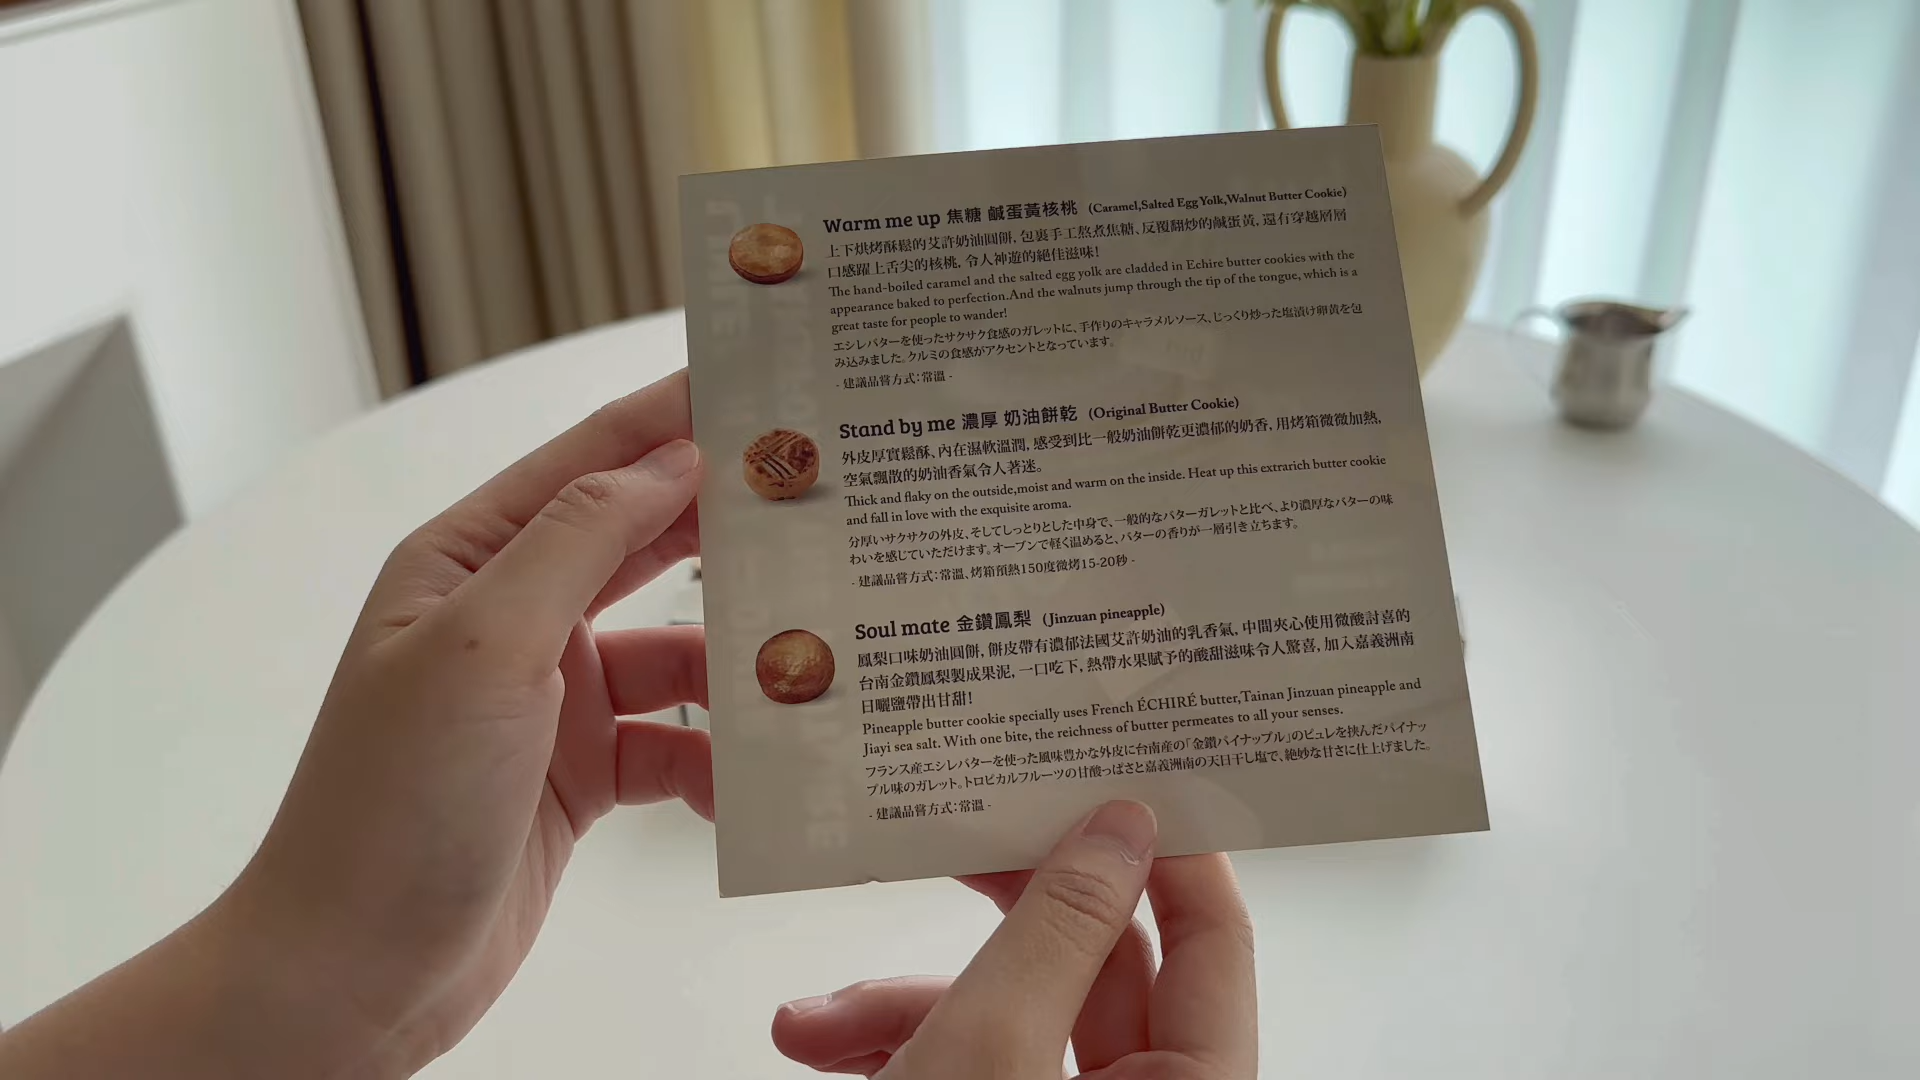 Warm me up 焦糖 鹹蛋黃核桃 (Caramel,Salted Egg Yolk,Walnut Butter Cookie)
上下烘烤酥鬆的艾許奶油圓餅, 包裹手工熬煮焦糖、反覆翻炒的鹹蛋黃, 還有穿越層層
口感躍上舌尖的核桃, 令人神遊的絕佳滋味!
The hand-boiled caramel and the salted egg yolk are cladded in Echire butter cookies with the
appearance baked to perfection.And the walnuts jump through the tip of the tongue, which is a
great taste for people to wander!
エシレバターを使ったサクサク食感のガレットに、手作りのキャラメルソース、じっくり炒った塩漬け卵黄を包
み込みました。クルミの食感がアクセントとなっています。
- 建議品嘗方式:常溫 -
Stand by me 濃厚 奶油餅乾 (Original Butter Cookie)
外皮厚實鬆酥、內在濕軟溫潤, 感受到比一般奶油餅乾更濃郁的奶香, 用烤箱微微加熱,
空氣飄散的奶油香氣令人著迷。
Thick and flaky on the outside,moist and warm on the inside. Heat up this extrarich butter cookie
and fall in love with the exquisite aroma.
分厚いサクサクの外皮、そしてしっとりとした中身で、一般的なバターガレットと比べ、より濃厚なバターの味
わいを感じていただけます。オーブンで軽く温めると、バターの香りが一層引き立ちます。
- 建議品嘗方式:常溫、烤箱預熱150度微烤15-20秒 -
Soul mate 金鑽鳳梨 (Jinzuan pineapple)
鳳梨口味奶油圓餅, 餅皮帶有濃郁法國艾許奶油的乳香氣, 中間夾心使用微酸討喜的
台南金鑽鳳梨製成果泥, 一口吃下, 熱帶水果賦予的酸甜滋味令人驚喜, 加入嘉義洲南
日曬鹽帶出甘甜!
Pineapple butter cookie specially uses French ÉCHIRÉ butter,Tainan Jinzuan pineapple and
Jiayi sea salt. With one bite, the reichness of butter permeates to all your senses.
フランス産エシレバターを使った風味豊かな外皮に台南産の「金鑽パイナップル」のピュレを挟んだパイナッ
プル味のガレット。トロピカルフルーツの甘酸っぱさと嘉義洲南の天日干し塩で、絶妙な甘さに仕上げました。
- 建議品嘗方式:常溫 -